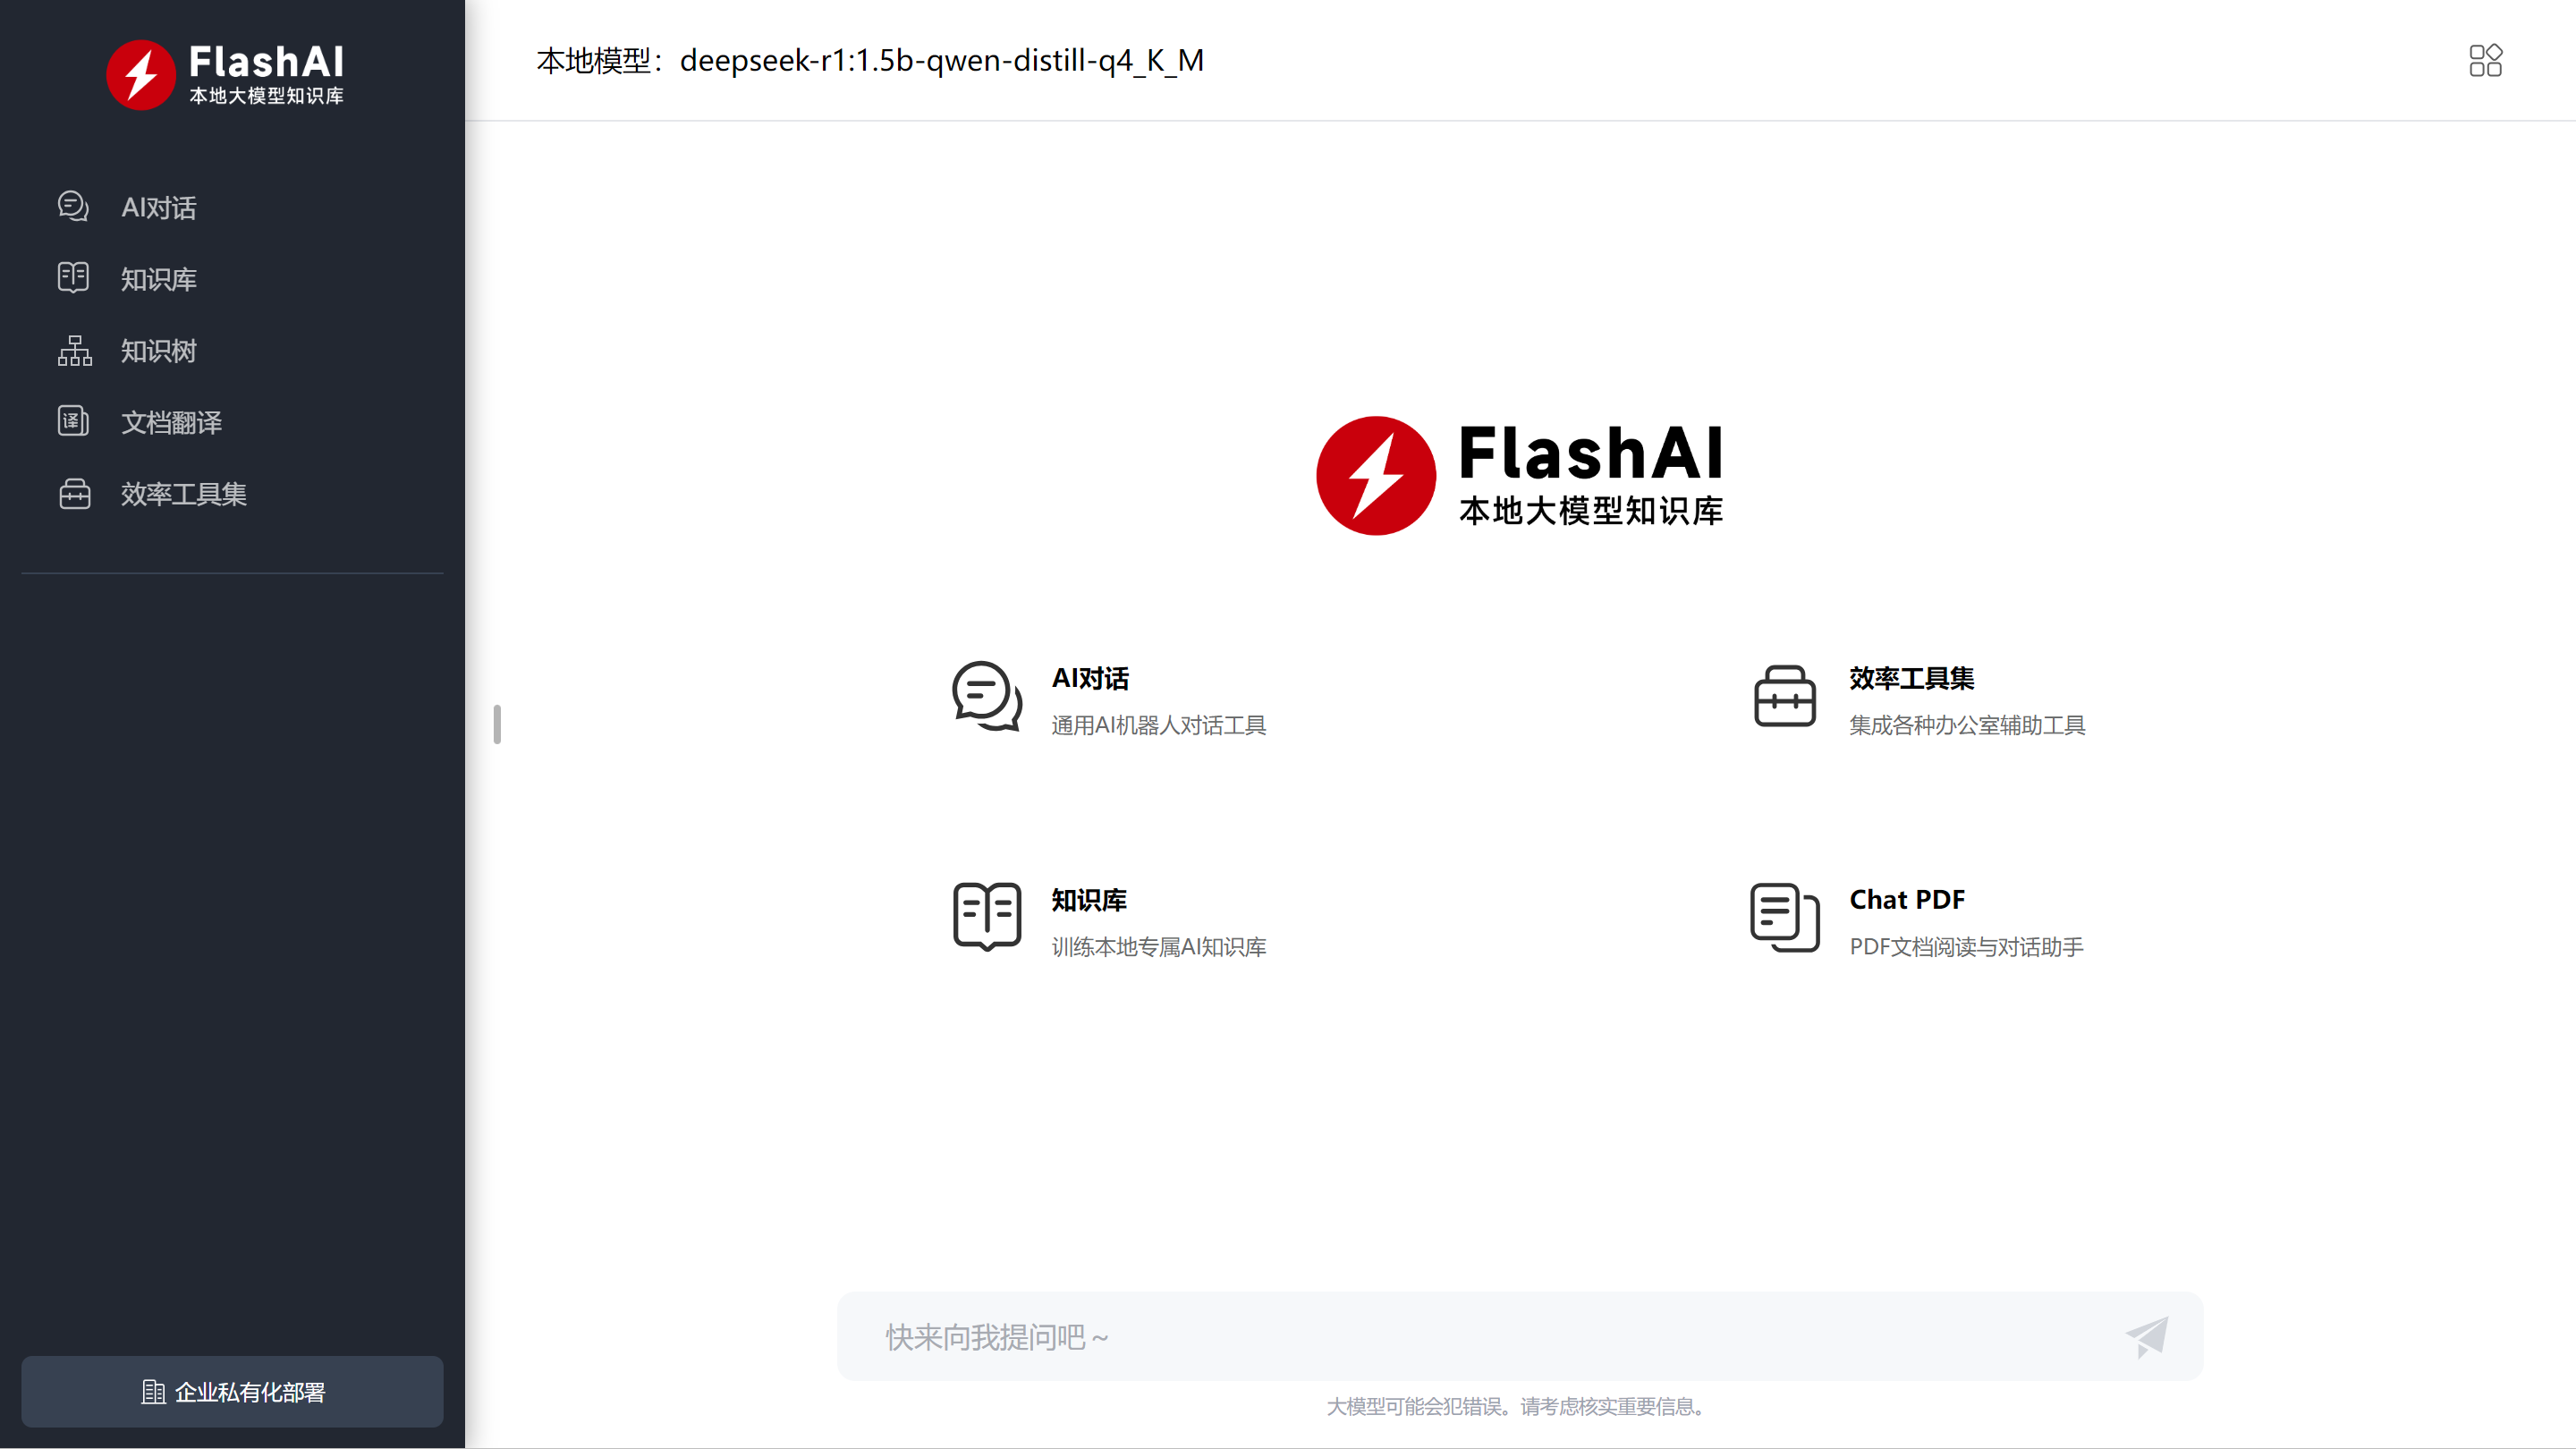 FlashAI
本地大模型知识库
AI对话
知识库
知识树
译
文档翻译
效率工具集
企业私有化部署
本地模型：deepseek-r1:1.5b-qwen-distill-q4_K_M
FlashAI
本地大模型知识库
AI对话
通用AI机器人对话工具
效率工具集
集成各种办公室辅助工具
知识库
训练本地专属AI知识库
Chat PDF
PDF文档阅读与对话助手
快来向我提问吧～
大模型可能会犯错误。请考虑核实重要信息。